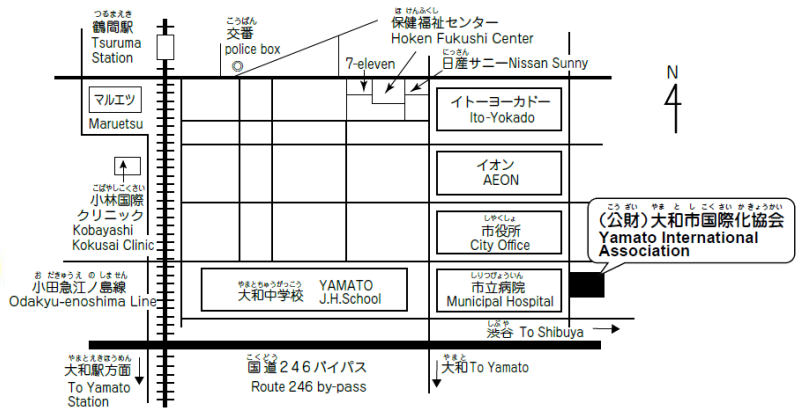 つるまえき
鶴間駅
Tsuruma
Station
こうばん
交番
police box
ほけんふくし
保健福祉センター
Hoken Fukushi Center
7-eleven
にっさん
日産サニーNissan Sunny
N
マルエツ
Maruetsu
イトーヨーカドー
Ito-Yokado
イオン
AEON
こばやしこくさい
小林国際
クリニック
Kobayashi
Kokusai Clinic
しやくしょ
市役所
City Office
こうざい やまとしこくさいかきょうかい
(公財)大和市国際化協会
Yamato International
Association
おだきゅうえのしません
小田急江ノ島線
Odakyu-enoshima Line
やまとちゅうがっこう
大和中学校 YAMATO
J.H.School
しりつびょういん
市立病院
Municipal Hospital
しぶや
渋谷 To Shibuya
やまとえきほうめん
大和駅方面
To Yamato
Station
こくどう
国道246バイパス
Route 246 by-pass
やまと
大和 To Yamato